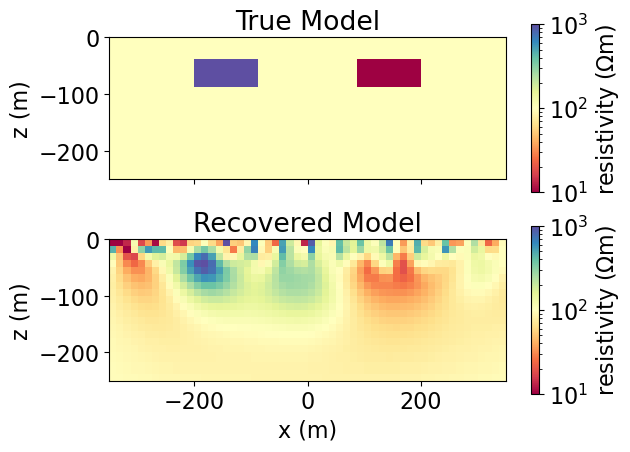 True Model
0
−100
−200
z (m)
10³
10²
10¹
resistivity (Ωm)
Recovered Model
0
−100
−200
z (m)
−200
0
200
x (m)
10³
10²
10¹
resistivity (Ωm)